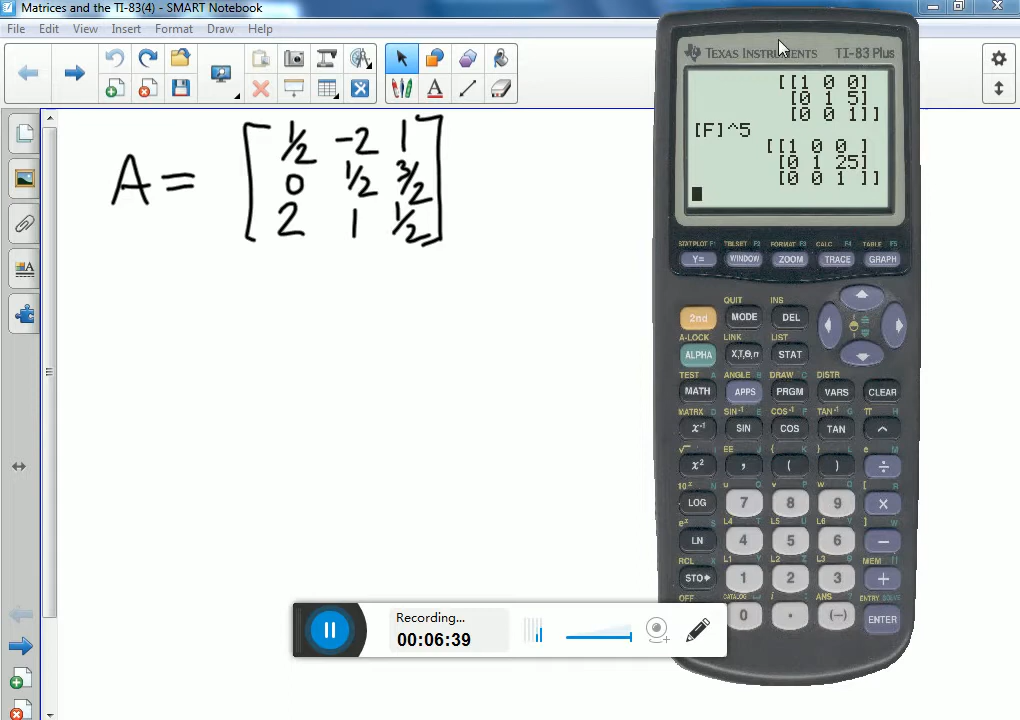 Matrices and the TI-83(4) - SMART Notebook
File Edit View Insert Format Draw Help
A = [ 1/2 -2 1
0 1/2 3/2
2 1 1/2 ]
TEXAS INSTRUMENTS TI-83 Plus
[[1 0 0]
[0 1 5]
[0 0 1]]
[F]^5
[[1 0 0 ]
[0 1 25]
[0 0 1 ]]
STAT PLOT F1 TBLSET F2 FORMAT F3 CALC F4 TABLE F5
Y= WINDOW ZOOM TRACE GRAPH
QUIT INS
2nd MODE DEL
A-LOCK LINK LIST
ALPHA X,T,θ,n STAT
TEST A ANGLE B DRAW C DISTR
MATH APPS PRGM VARS CLEAR
MATRX D SIN⁻¹ E COS⁻¹ F TAN⁻¹ G π H
x⁻¹ SIN COS TAN ^
√ I EE J { K } L e M
x² , ( ) ÷
10ˣ N u O v P w Q [ R
LOG 7 8 9 ×
eˣ S L4 T L5 U L6 V ] W
LN 4 5 6 −
RCL X L1 Y L2 Z L3 θ MEM "
STO▸ 1 2 3 +
OFF CATALOG i : ANS ? ENTRY SOLVE
0 . (−) ENTER
Recording...
00:06:39